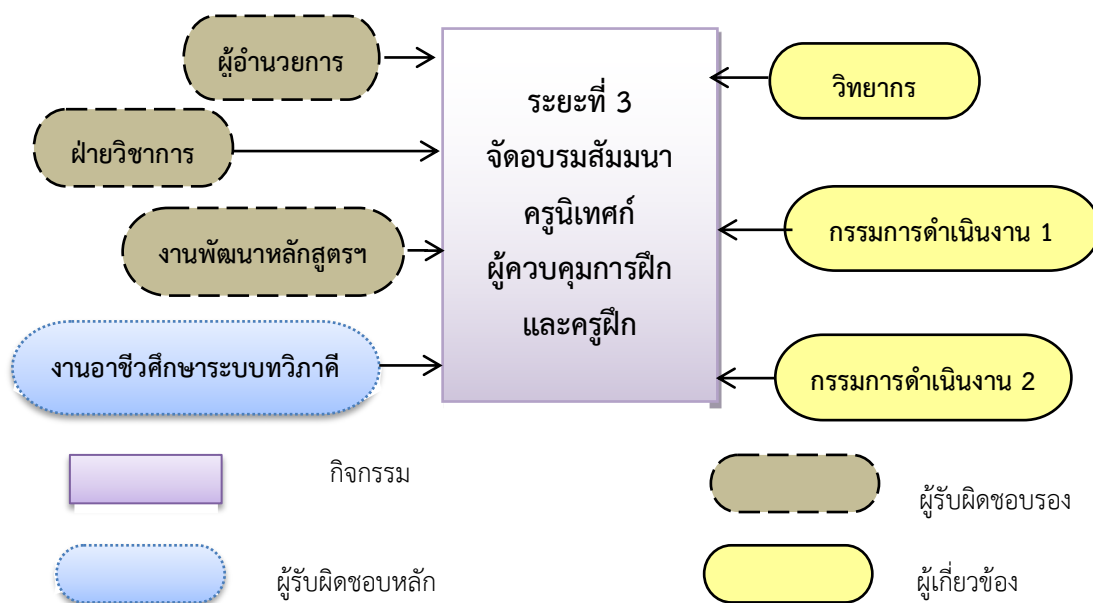 ผู้อำนวยการ
ฝ่ายวิชาการ
งานพัฒนาหลักสูตรฯ
งานอาชีวศึกษาระบบทวิภาคี
ระยะที่ 3
จัดอบรมสัมมนา
ครูนิเทศก์
ผู้ควบคุมการฝึก
และครูฝึก
วิทยากร
กรรมการดำเนินงาน 1
กรรมการดำเนินงาน 2
กิจกรรม
ผู้รับผิดชอบรอง
ผู้รับผิดชอบหลัก
ผู้เกี่ยวข้อง